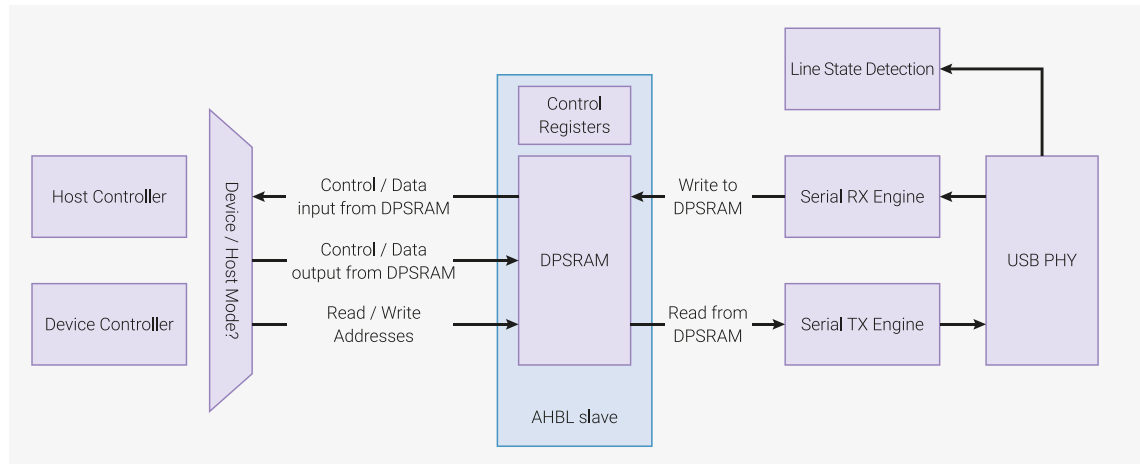 Line State Detection
Control
Registers
Host Controller
Device / Host Mode?
Control / Data
input from DPSRAM
Write to
DPSRAM
Serial RX Engine
Control / Data
output from DPSRAM
DPSRAM
USB PHY
Device Controller
Read / Write
Addresses
Read from
DPSRAM
Serial TX Engine
AHBL slave